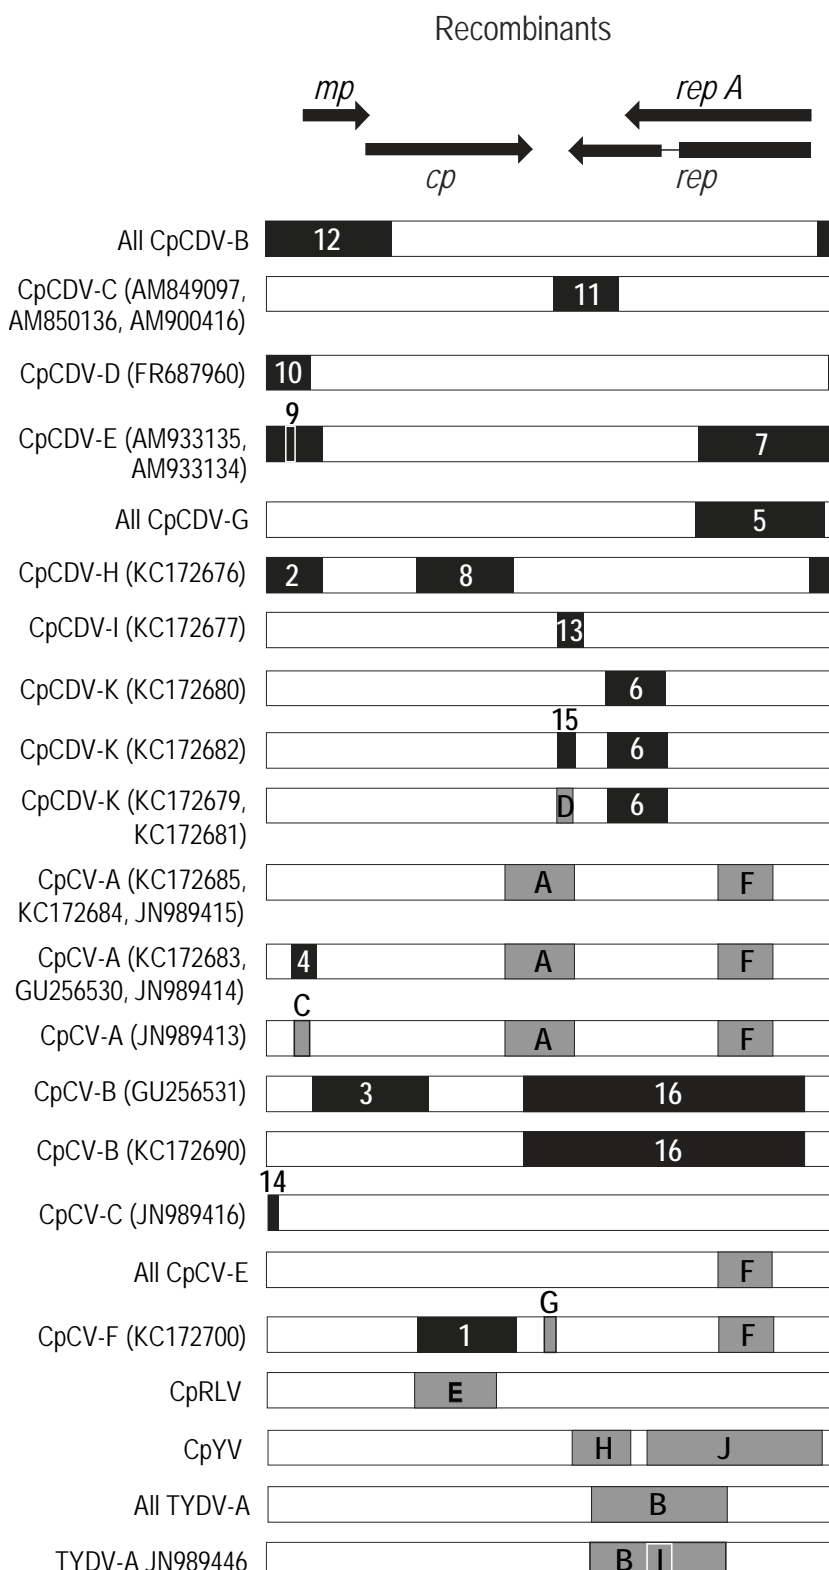 Recombinants
mp
rep A
cp
rep
All CpCDV-B
12
CpCDV-C (AM849097,
AM850136, AM900416)
11
CpCDV-D (FR687960)
10
9
CpCDV-E (AM933135,
AM933134)
7
All CpCDV-G
5
CpCDV-H (KC172676)
2
8
CpCDV-I (KC172677)
13
CpCDV-K (KC172680)
6
15
CpCDV-K (KC172682)
6
CpCDV-K (KC172679,
KC172681)
D
6
CpCV-A (KC172685,
KC172684, JN989415)
A
F
CpCV-A (KC172683,
GU256530, JN989414)
4
A
F
C
CpCV-A (JN989413)
A
F
CpCV-B (GU256531)
3
16
CpCV-B (KC172690)
16
14
CpCV-C (JN989416)
All CpCV-E
F
G
CpCV-F (KC172700)
1
F
CpRLV
E
CpYV
H
J
All TYDV-A
B
TYDV-A JN989446
B
I